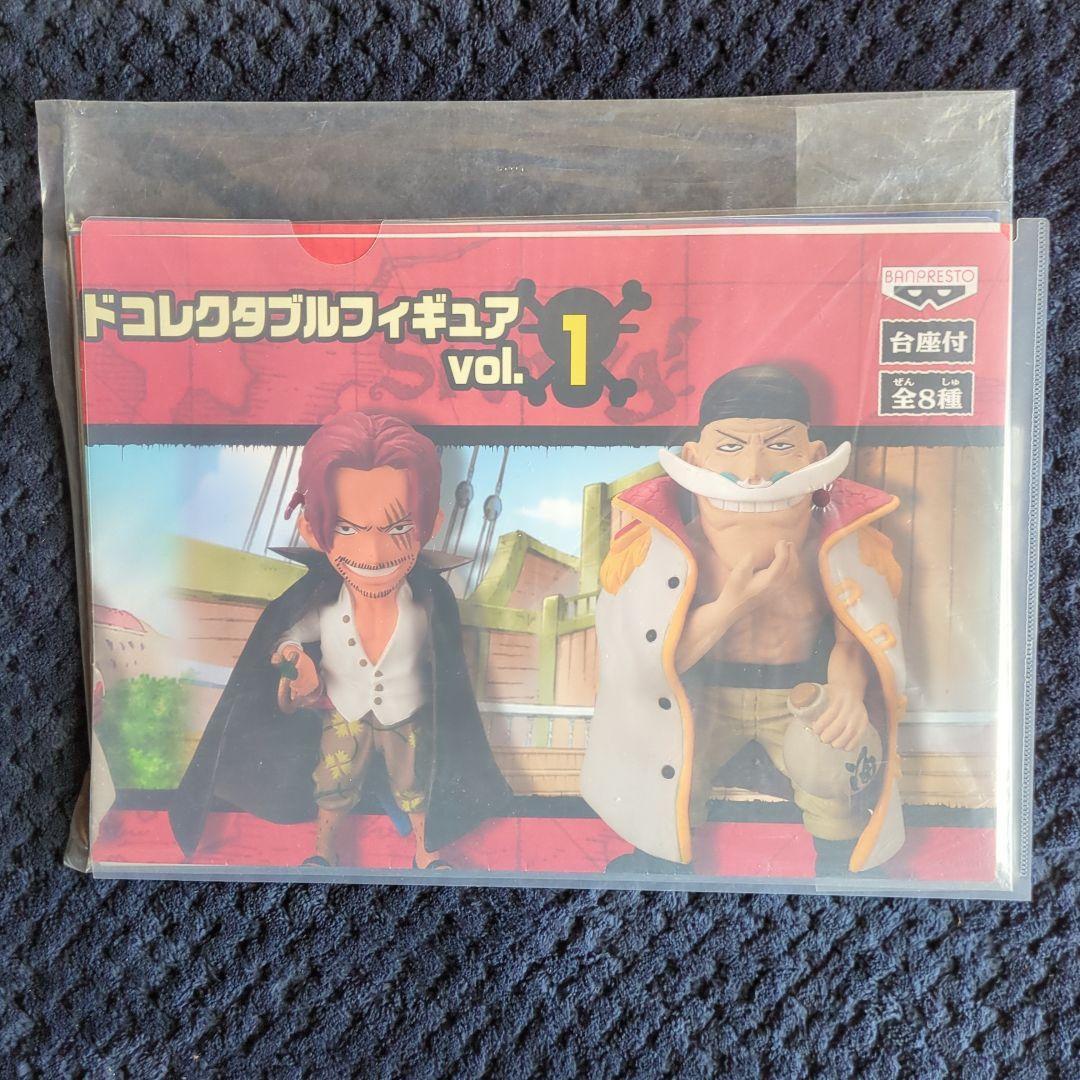 BANPRESTO
ドコレクタブルフィギュア
vol. 1
台座付
ぜん しゅ
全8種